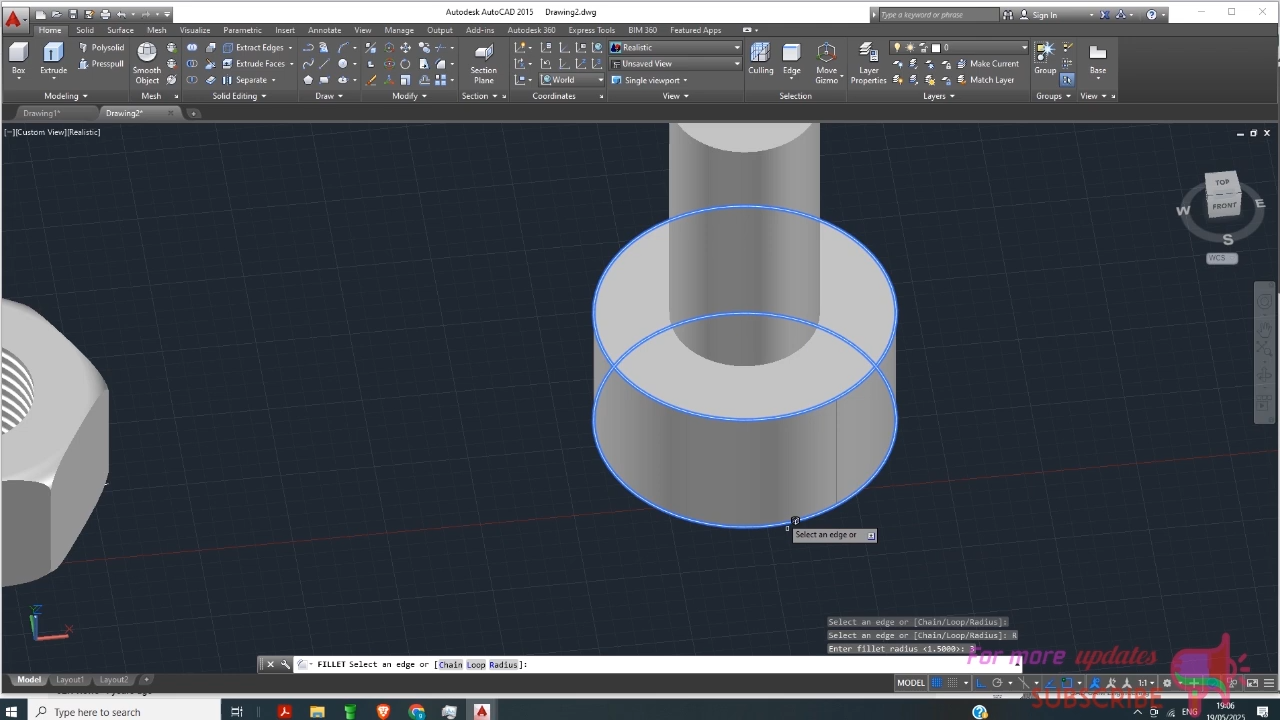 Autodesk AutoCAD 2015 Drawing2.dwg
Type a keyword or phrase
Sign In
Home Solid Surface Mesh Visualize Parametric Insert Annotate View Manage Output Add-ins Autodesk 360 Express Tools BIM 360 Featured Apps
Box
Extrude
Polysolid
Presspull
Smooth
Object
Extrude Edges
Extrude Faces
Separate
Section
Plane
World
Realistic
Unsaved View
Single viewport
Culling
Edge
Move
Gizmo
Layer
Properties
0
Make Current
Match Layer
Group
Base
Modeling Mesh Solid Editing Draw Modify Section Coordinates View Selection Layers Groups View
Drawing1* Drawing2*
[−][Custom View][Realistic]
TOP
FRONT
W
E
S
WCS
Select an edge or
Z
X
Select an edge or [Chain/Loop/Radius]:
Select an edge or [Chain/Loop/Radius]: R
Enter fillet radius <1.5000>: 3
FILLET Select an edge or [Chain Loop Radius]:
For more updates
SUBSCRIBE
Model Layout1 Layout2
MODEL
1:1
Type here to search
ENG
19:06
19/05/2025